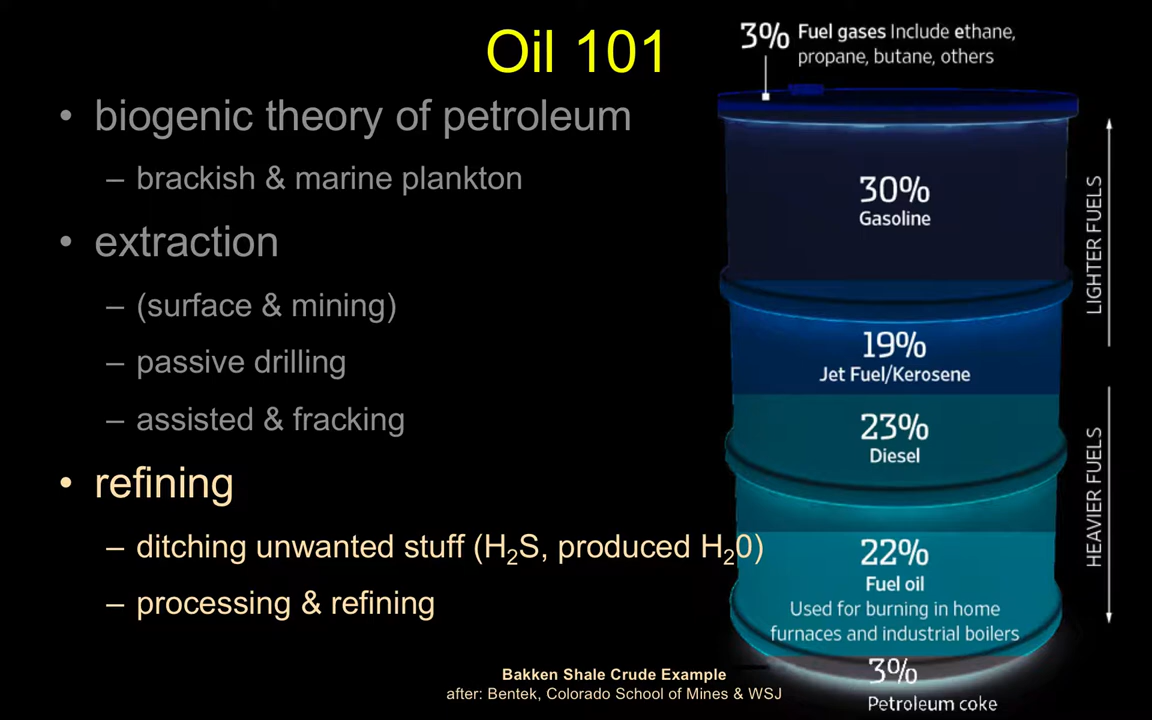 Oil 101
• biogenic theory of petroleum
– brackish & marine plankton
• extraction
– (surface & mining)
– passive drilling
– assisted & fracking
• refining
– ditching unwanted stuff (H₂S, produced H₂0)
– processing & refining
3% Fuel gases Include ethane,
propane, butane, others
30%
Gasoline
19%
Jet Fuel/Kerosene
23%
Diesel
22%
Fuel oil
Used for burning in home
furnaces and industrial boilers
3%
Petroleum coke
LIGHTER FUELS
HEAVIER FUELS
Bakken Shale Crude Example
after: Bentek, Colorado School of Mines & WSJ